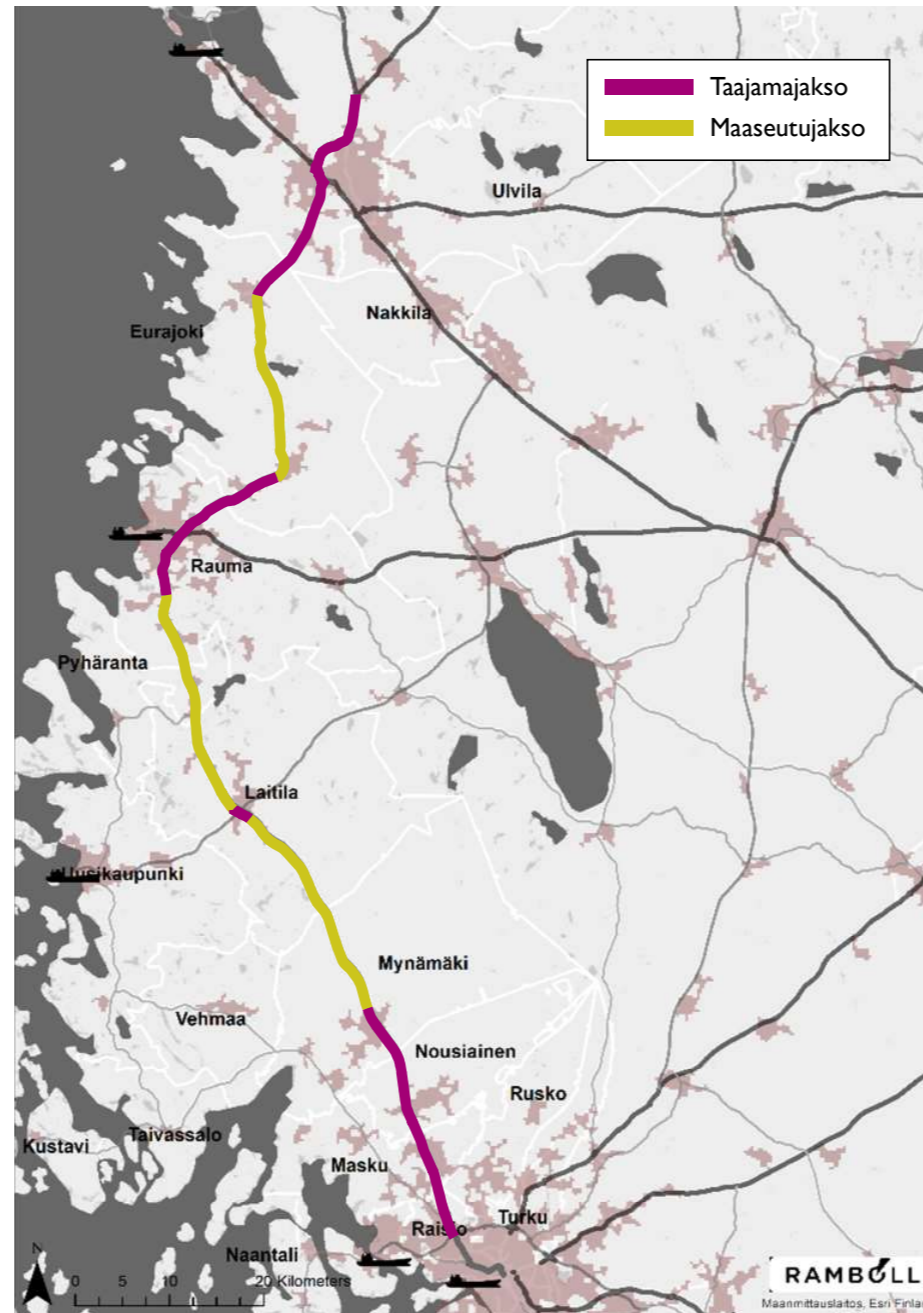 Taajamajakso
Maaseutujakso
Ulvila
Nakkila
Eurajoki
Rauma
Pyhäranta
Laitila
Uusikaupunki
Mynämäki
Vehmaa
Nousiainen
Rusko
Taivassalo
Kustavi
Masku
Raisio
Turku
Naantali
N
0 5 10 20 Kilometers
RAMBOLL
Maanmittauslaitos, Esri Finla